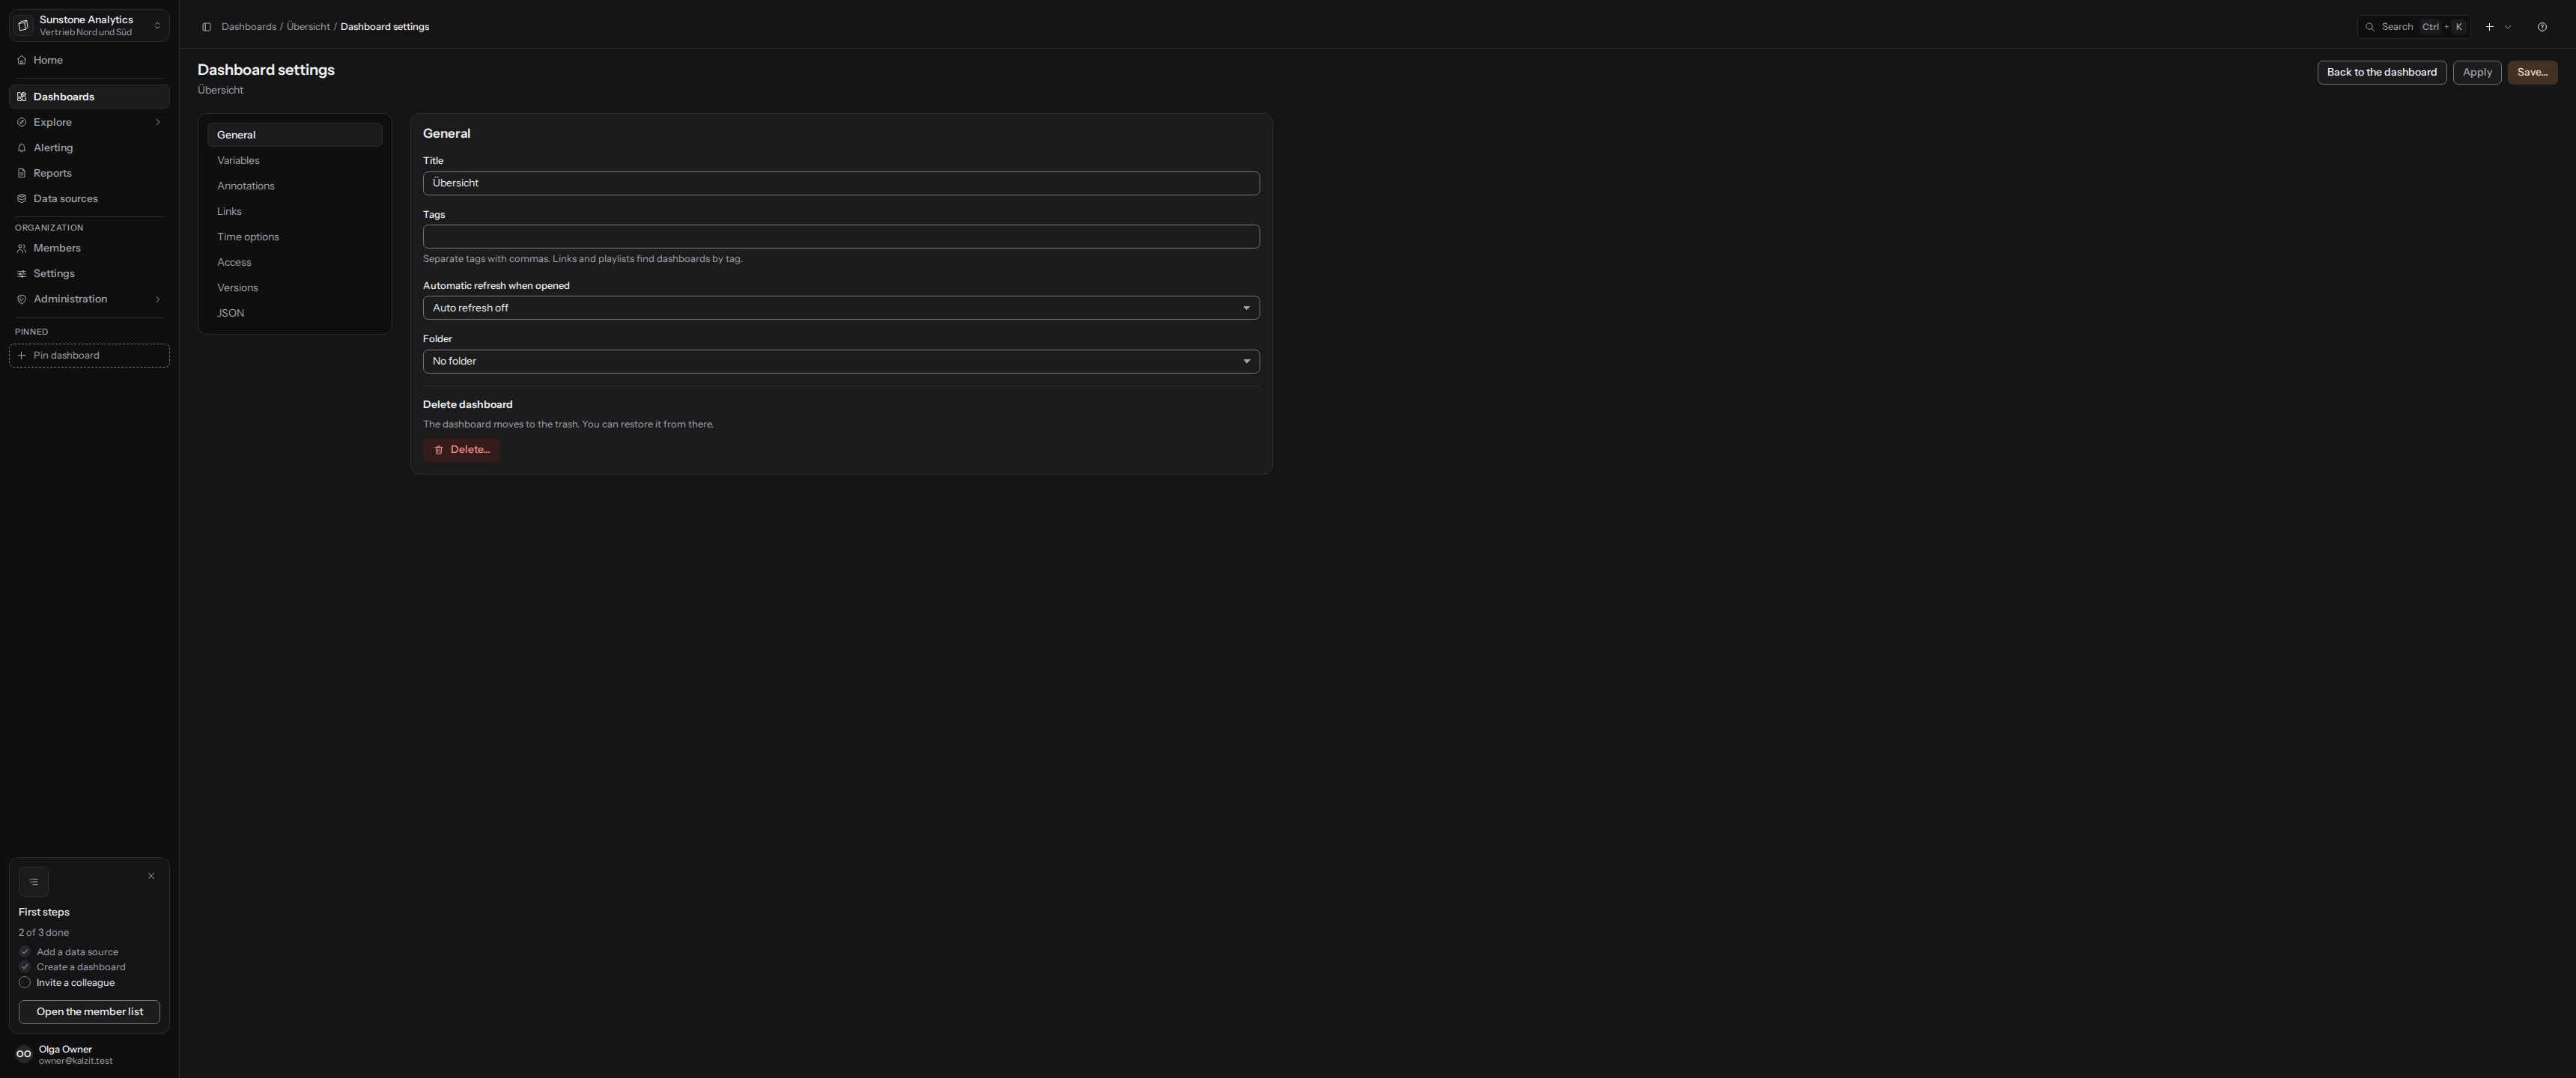 Sunstone Analytics
Vertrieb Nord und Süd
Home
Dashboards
Explore
Alerting
Reports
Data sources
ORGANIZATION
Members
Settings
Administration
PINNED
Pin dashboard
First steps
2 of 3 done
Add a data source
Create a dashboard
Invite a colleague
Open the member list
OO
Olga Owner
owner@kalzit.test
Dashboards / Übersicht / Dashboard settings
Search Ctrl + K
Dashboard settings
Übersicht
Back to the dashboard
Apply
Save...
General
Variables
Annotations
Links
Time options
Access
Versions
JSON
General
Title
Übersicht
Tags
Separate tags with commas. Links and playlists find dashboards by tag.
Automatic refresh when opened
Auto refresh off
Folder
No folder
Delete dashboard
The dashboard moves to the trash. You can restore it from there.
Delete...